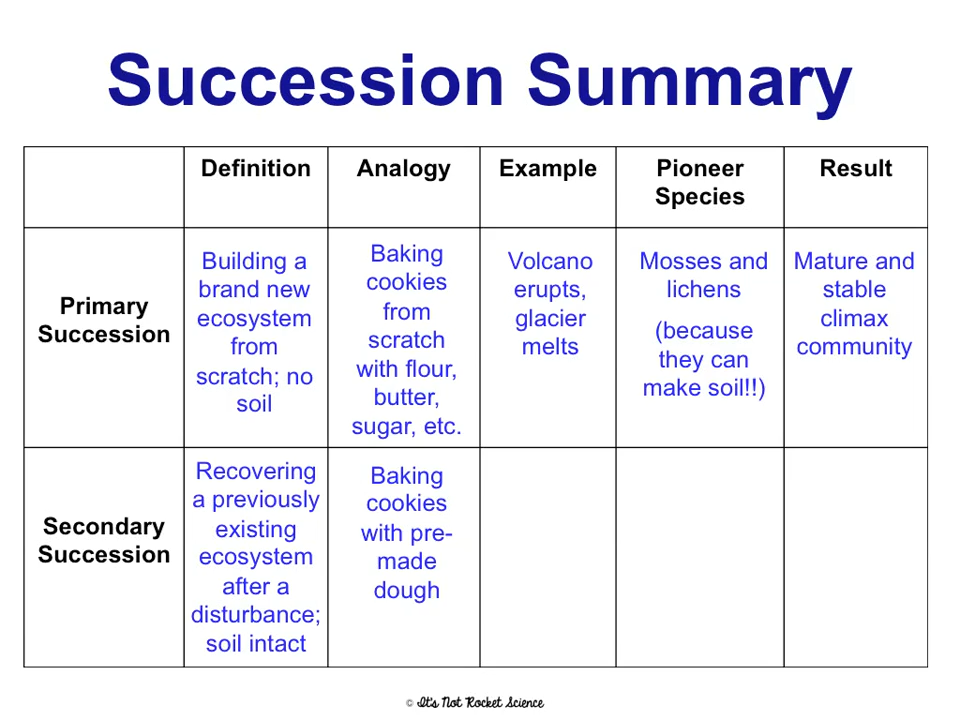 Succession Summary
Definition
Analogy
Example
Pioneer
Species
Result
Primary
Succession
Building a
brand new
ecosystem
from
scratch; no
soil
Baking
cookies
from
scratch
with flour,
butter,
sugar, etc.
Volcano
erupts,
glacier
melts
Mosses and
lichens
(because
they can
make soil!!)
Mature and
stable
climax
community
Secondary
Succession
Recovering
a previously
existing
ecosystem
after a
disturbance;
soil intact
Baking
cookies
with pre-
made
dough
© It's Not Rocket Science